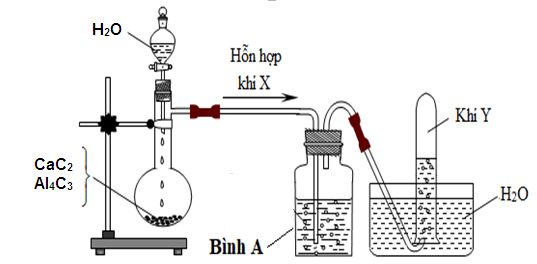 H₂O
Hỗn hợp
khí X
Khí Y
CaC₂
Al₄C₃
H₂O
Bình A